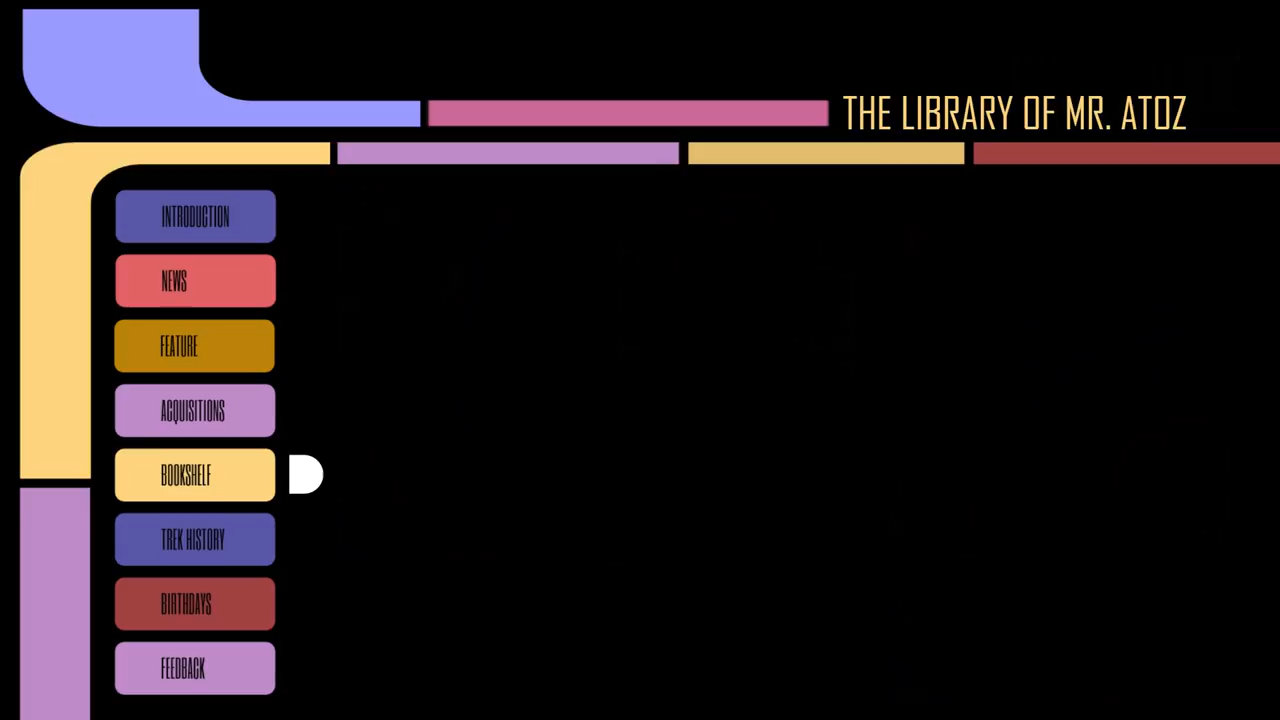 THE LIBRARY OF MR. ATOZ
INTRODUCTION
NEWS
FEATURE
ACQUISITIONS
BOOKSHELF
TREK HISTORY
BIRTHDAYS
FEEDBACK